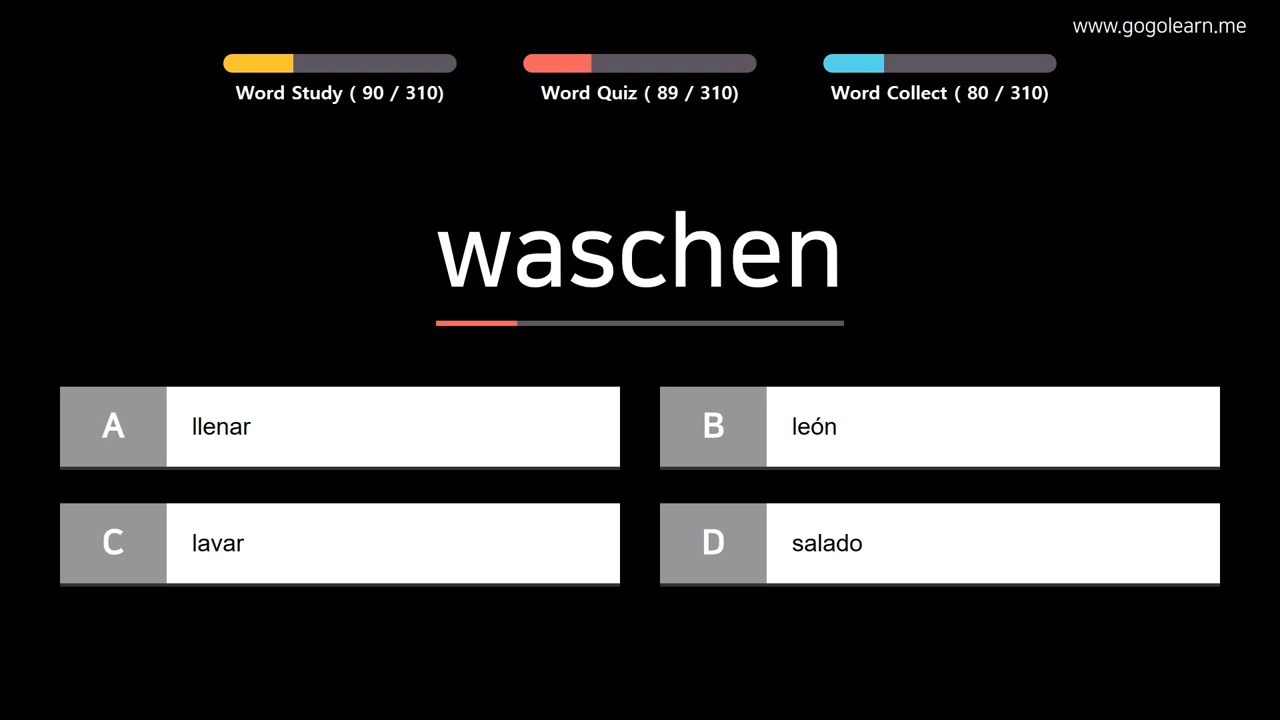 www.gogolearn.me
Word Study ( 90 / 310)
Word Quiz ( 89 / 310)
Word Collect ( 80 / 310)
waschen
A llenar
B león
C lavar
D salado